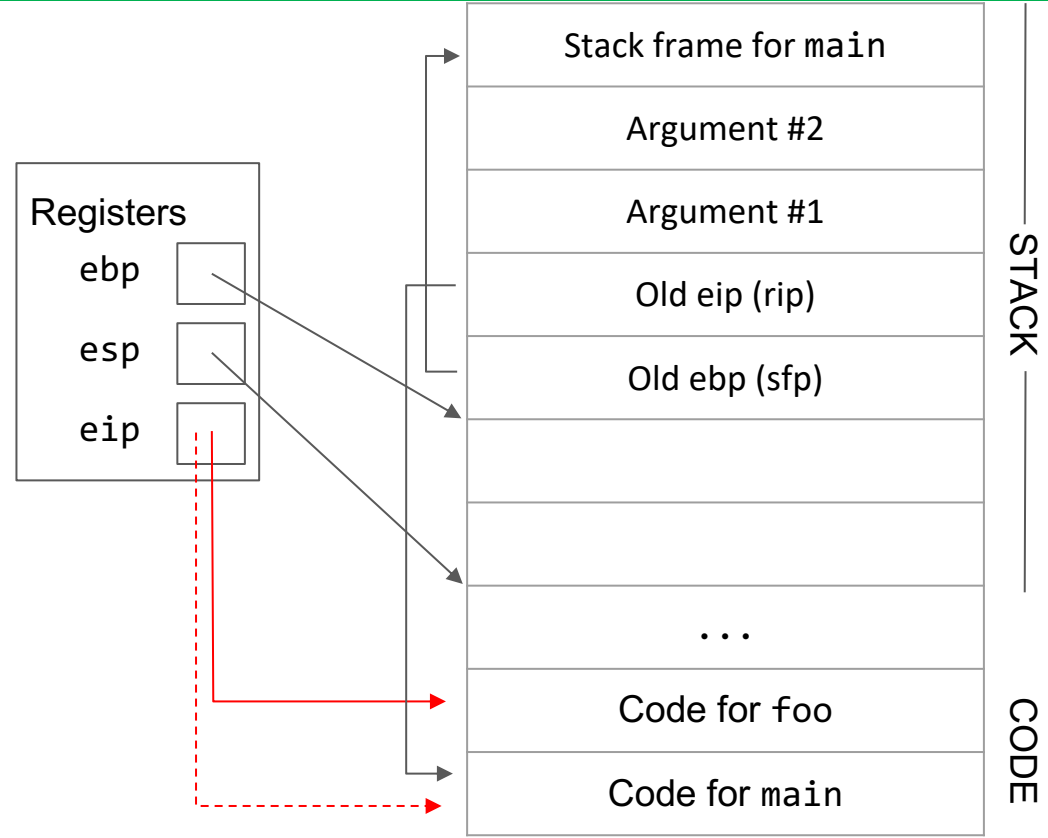 Stack frame for main
Argument #2
Argument #1
Registers
ebp
Old eip (rip)
STACK
esp
Old ebp (sfp)
eip
...
Code for foo
CODE
Code for main